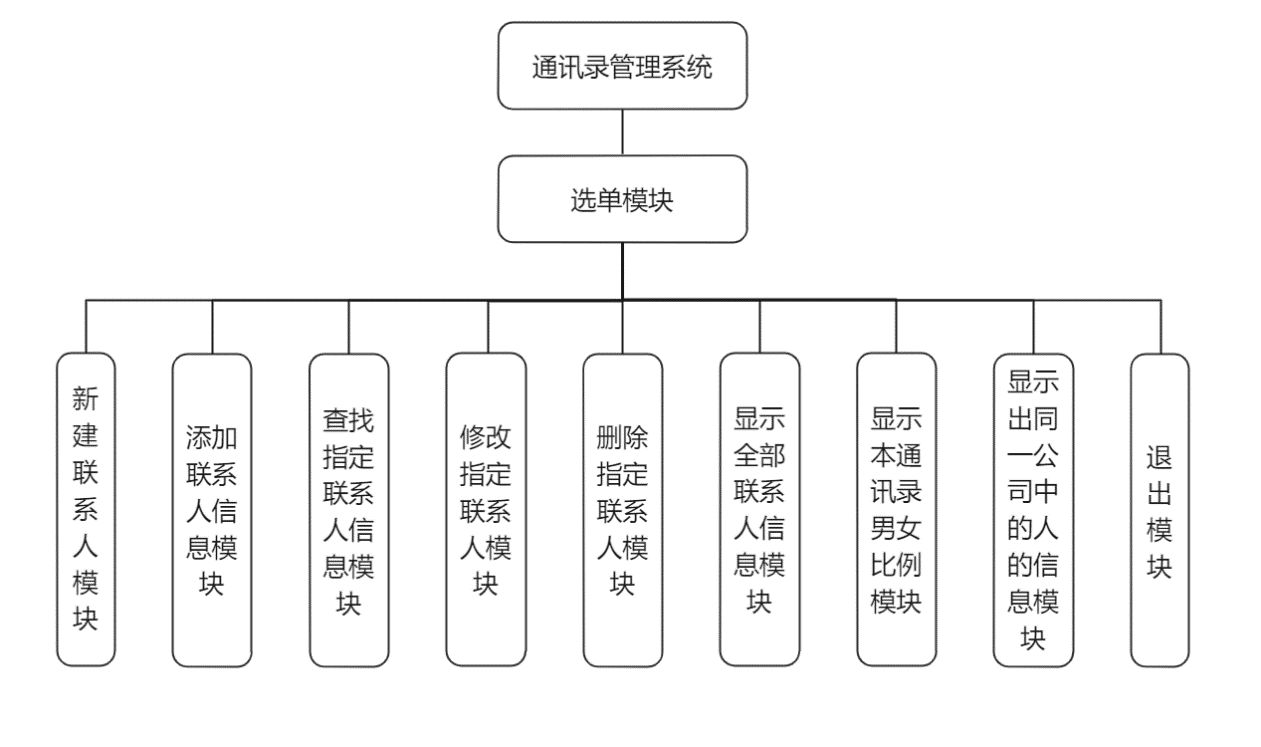 通讯录管理系统
选单模块
新
建
联
系
人
模
块
添加
联系
人信
息模
块
查找
指定
联系
人信
息模
块
修改
指定
联系
人模
块
删除
指定
联系
人模
块
显示
全部
联系
人信
息模
块
显示
本通
讯录
男女
比例
模块
显示
出同
一公
司中
的人
的信
息模
块
退
出
模
块